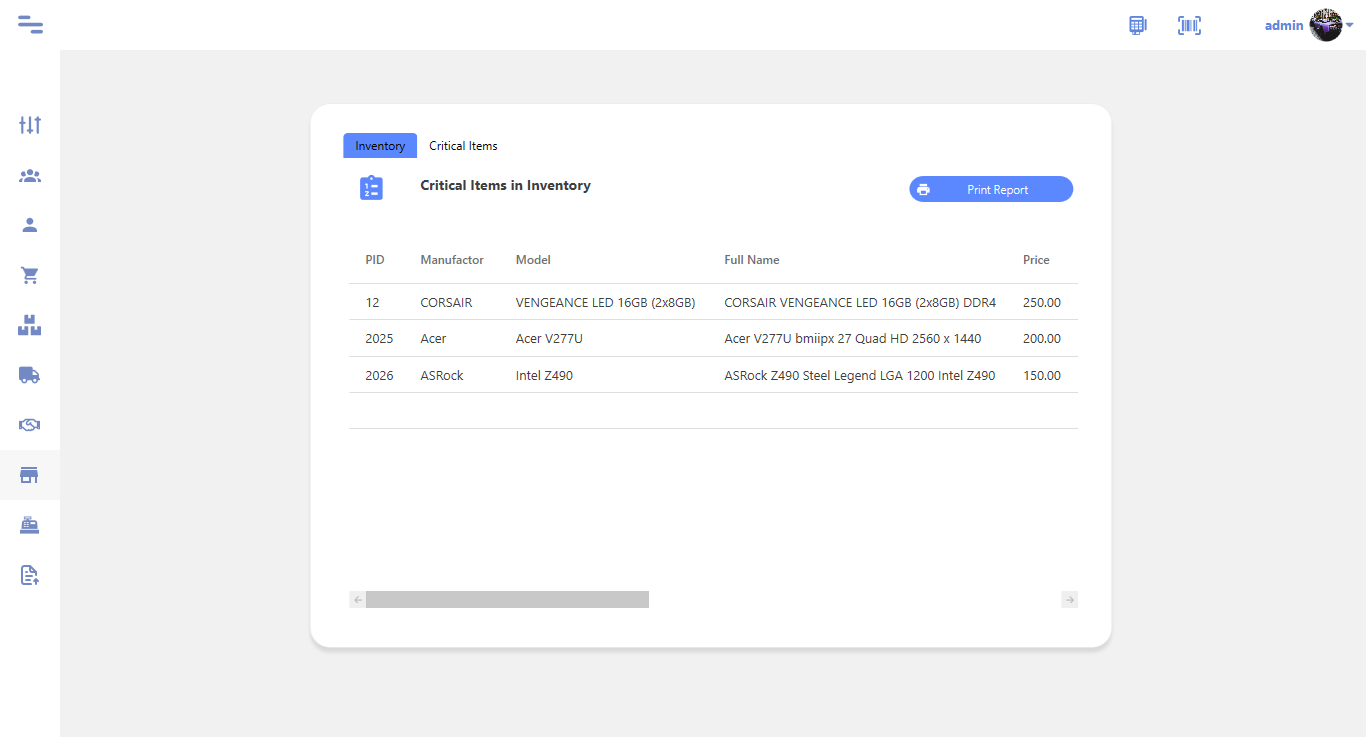 admin
Inventory Critical Items
Critical Items in Inventory
Print Report
PID Manufactor Model Full Name Price
12 CORSAIR VENGEANCE LED 16GB (2x8GB) CORSAIR VENGEANCE LED 16GB (2x8GB) DDR4 250.00
2025 Acer Acer V277U Acer V277U bmiipx 27 Quad HD 2560 x 1440 200.00
2026 ASRock Intel Z490 ASRock Z490 Steel Legend LGA 1200 Intel Z490 150.00